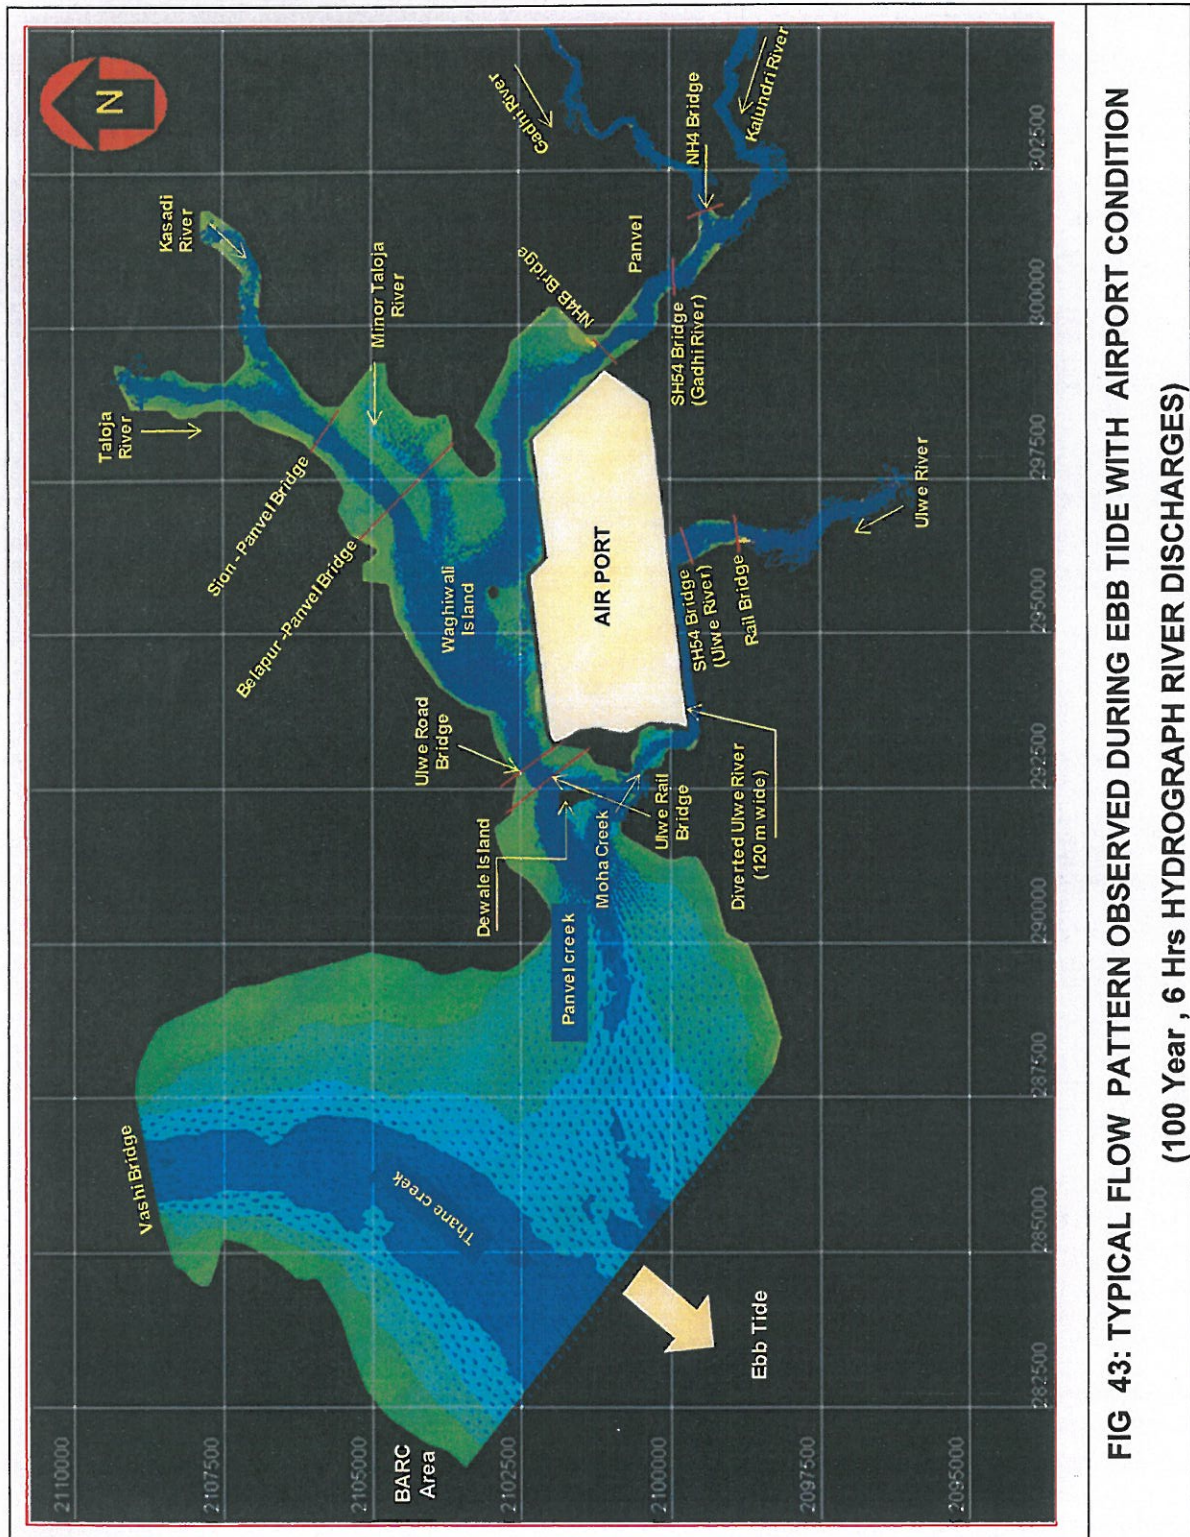 N
Kasadi
River
Taloja
River
Minor Taloja
River
Gadhi River
Kalundri River
NH4 Bridge
Panvel
NH4B Bridge
SH54 Bridge
(Gadhi River)
Sion - Panvel Bridge
Belapur -Panvel Bridge
Waghiwali
Island
AIR PORT
Ulwe River
SH54 Bridge
(Ulwe River)
Rail Bridge
Ulwe Road
Bridge
Dewale Island
Moha Creek
Ulwe Rail
Bridge
Diverted Ulwe River
(120 m wide)
Panvel creek
Vashi Bridge
Thane creek
BARC
Area
Ebb Tide
2110000
2107500
2105000
2102500
2100000
2097500
2095000
282500
285000
287500
290000
292500
295000
297500
300000
302500
FIG 43: TYPICAL FLOW PATTERN OBSERVED DURING EBB TIDE WITH AIRPORT CONDITION
(100 Year , 6 Hrs HYDROGRAPH RIVER DISCHARGES)